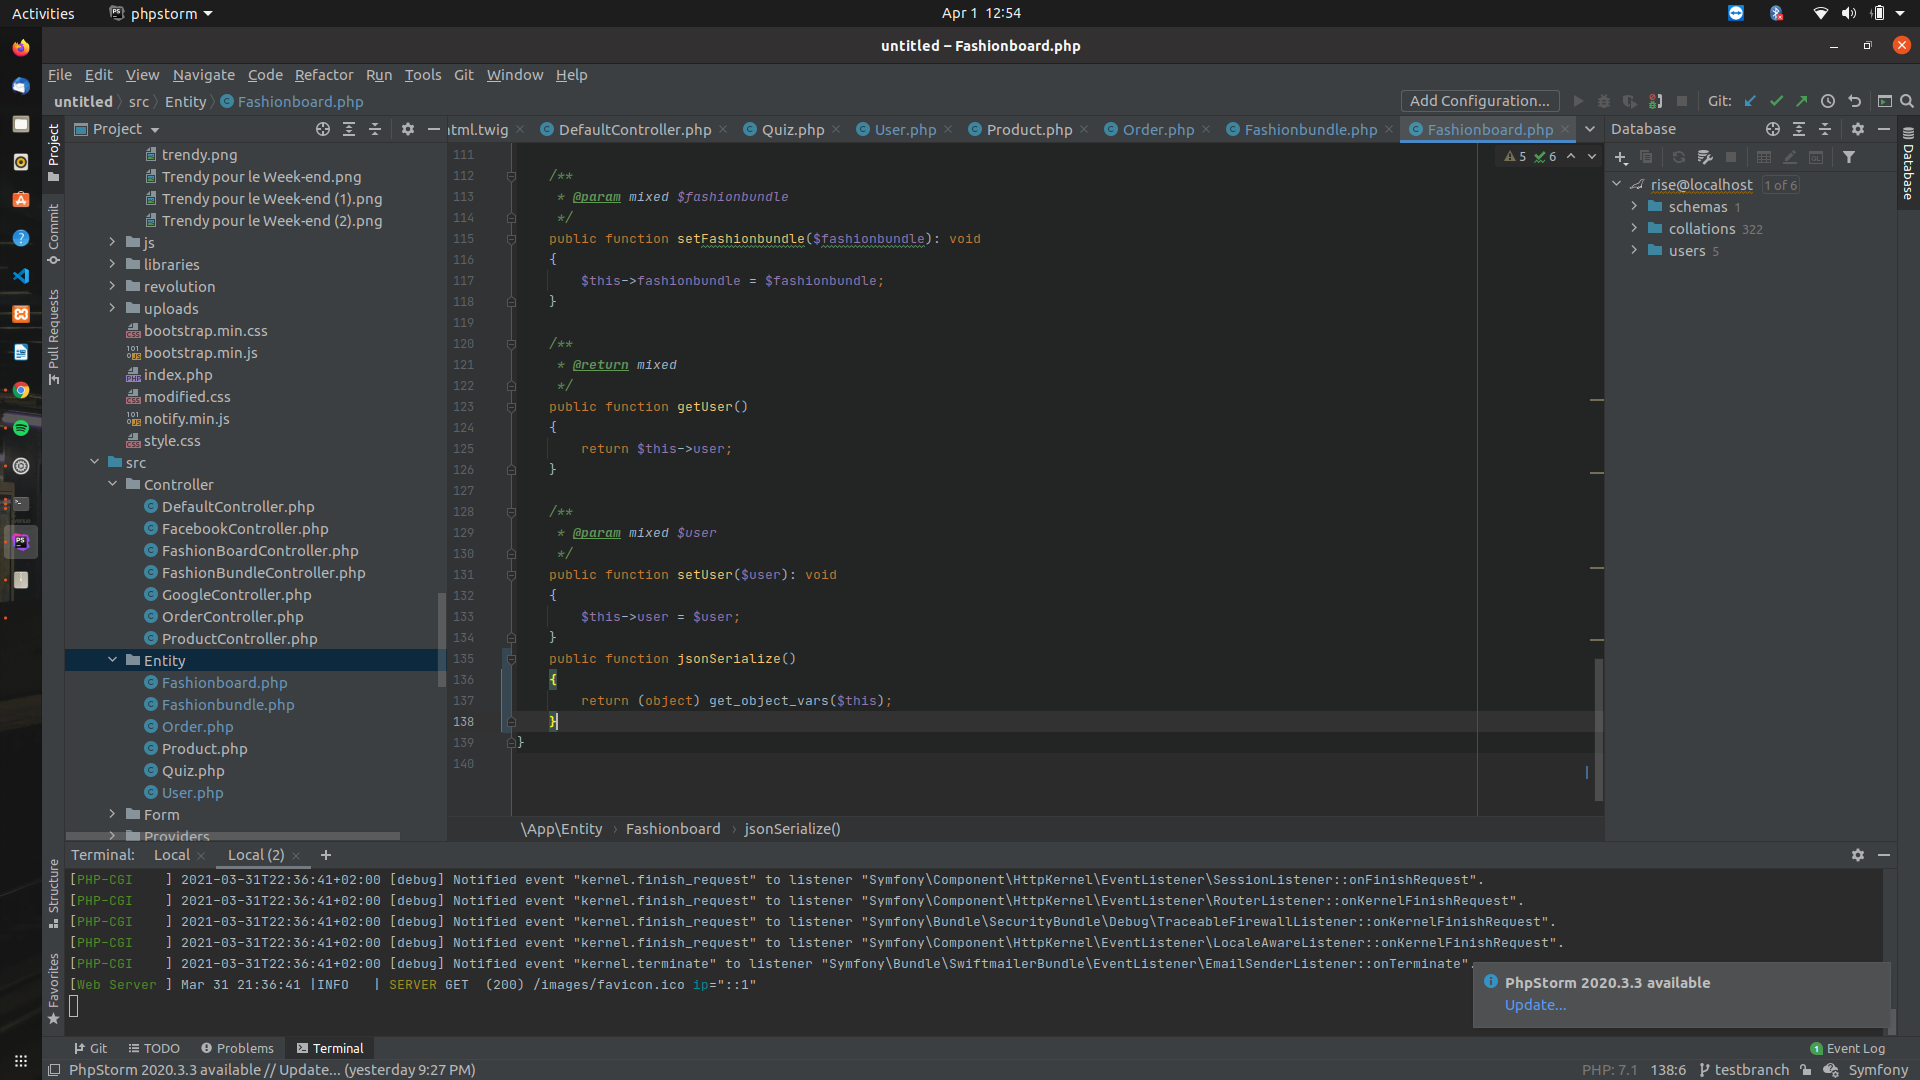 Activities
phpstorm
Apr 1 12:54
untitled – Fashionboard.php
File Edit View Navigate Code Refactor Run Tools Git Window Help
untitled src Entity Fashionboard.php
Add Configuration...
Git:
Project
html.twig
DefaultController.php
Quiz.php
User.php
Product.php
Order.php
Fashionbundle.php
Fashionboard.php
Database
Project
Commit
Pull Requests
Structure
Favorites
Database
trendy.png
Trendy pour le Week-end.png
Trendy pour le Week-end (1).png
Trendy pour le Week-end (2).png
js
libraries
revolution
uploads
bootstrap.min.css
bootstrap.min.js
index.php
modified.css
notify.min.js
style.css
src
Controller
DefaultController.php
FacebookController.php
FashionBoardController.php
FashionBundleController.php
GoogleController.php
OrderController.php
ProductController.php
Entity
Fashionboard.php
Fashionbundle.php
Order.php
Product.php
Quiz.php
User.php
Form
Providers
5 6
111
112 /**
113 * @param mixed $fashionbundle
114 */
115 public function setFashionbundle($fashionbundle): void
116 {
117 $this->fashionbundle = $fashionbundle;
118 }
119
120 /**
121 * @return mixed
122 */
123 public function getUser()
124 {
125 return $this->user;
126 }
127
128 /**
129 * @param mixed $user
130 */
131 public function setUser($user): void
132 {
133 $this->user = $user;
134 }
135 public function jsonSerialize()
136 {
137 return (object) get_object_vars($this);
138 }
139 }
140
\App\Entity Fashionboard jsonSerialize()
rise@localhost 1 of 6
schemas 1
collations 322
users 5
Terminal: Local Local (2)
[PHP-CGI ] 2021-03-31T22:36:41+02:00 [debug] Notified event "kernel.finish_request" to listener "Symfony\Component\HttpKernel\EventListener\SessionListener::onFinishRequest".
[PHP-CGI ] 2021-03-31T22:36:41+02:00 [debug] Notified event "kernel.finish_request" to listener "Symfony\Component\HttpKernel\EventListener\RouterListener::onKernelFinishRequest".
[PHP-CGI ] 2021-03-31T22:36:41+02:00 [debug] Notified event "kernel.finish_request" to listener "Symfony\Bundle\SecurityBundle\Debug\TraceableFirewallListener::onKernelFinishRequest".
[PHP-CGI ] 2021-03-31T22:36:41+02:00 [debug] Notified event "kernel.finish_request" to listener "Symfony\Component\HttpKernel\EventListener\LocaleAwareListener::onKernelFinishRequest".
[PHP-CGI ] 2021-03-31T22:36:41+02:00 [debug] Notified event "kernel.terminate" to listener "Symfony\Bundle\SwiftmailerBundle\EventListener\EmailSenderListener::onTerminate".
[Web Server ] Mar 31 21:36:41 |INFO | SERVER GET (200) /images/favicon.ico ip="::1"
PhpStorm 2020.3.3 available
Update...
Git TODO Problems Terminal
1 Event Log
PhpStorm 2020.3.3 available // Update... (yesterday 9:27 PM)
PHP: 7.1 138:6 testbranch Symfony